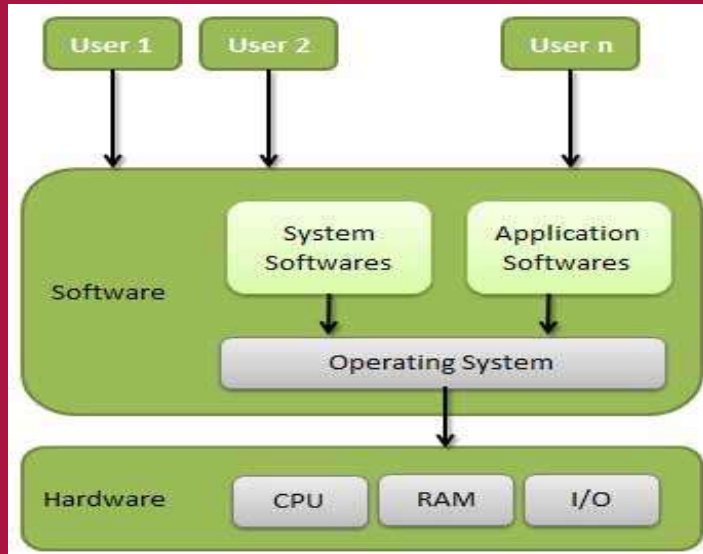 User 1
User 2
User n
System
Softwares
Application
Softwares
Software
Operating System
Hardware
CPU
RAM
I/O